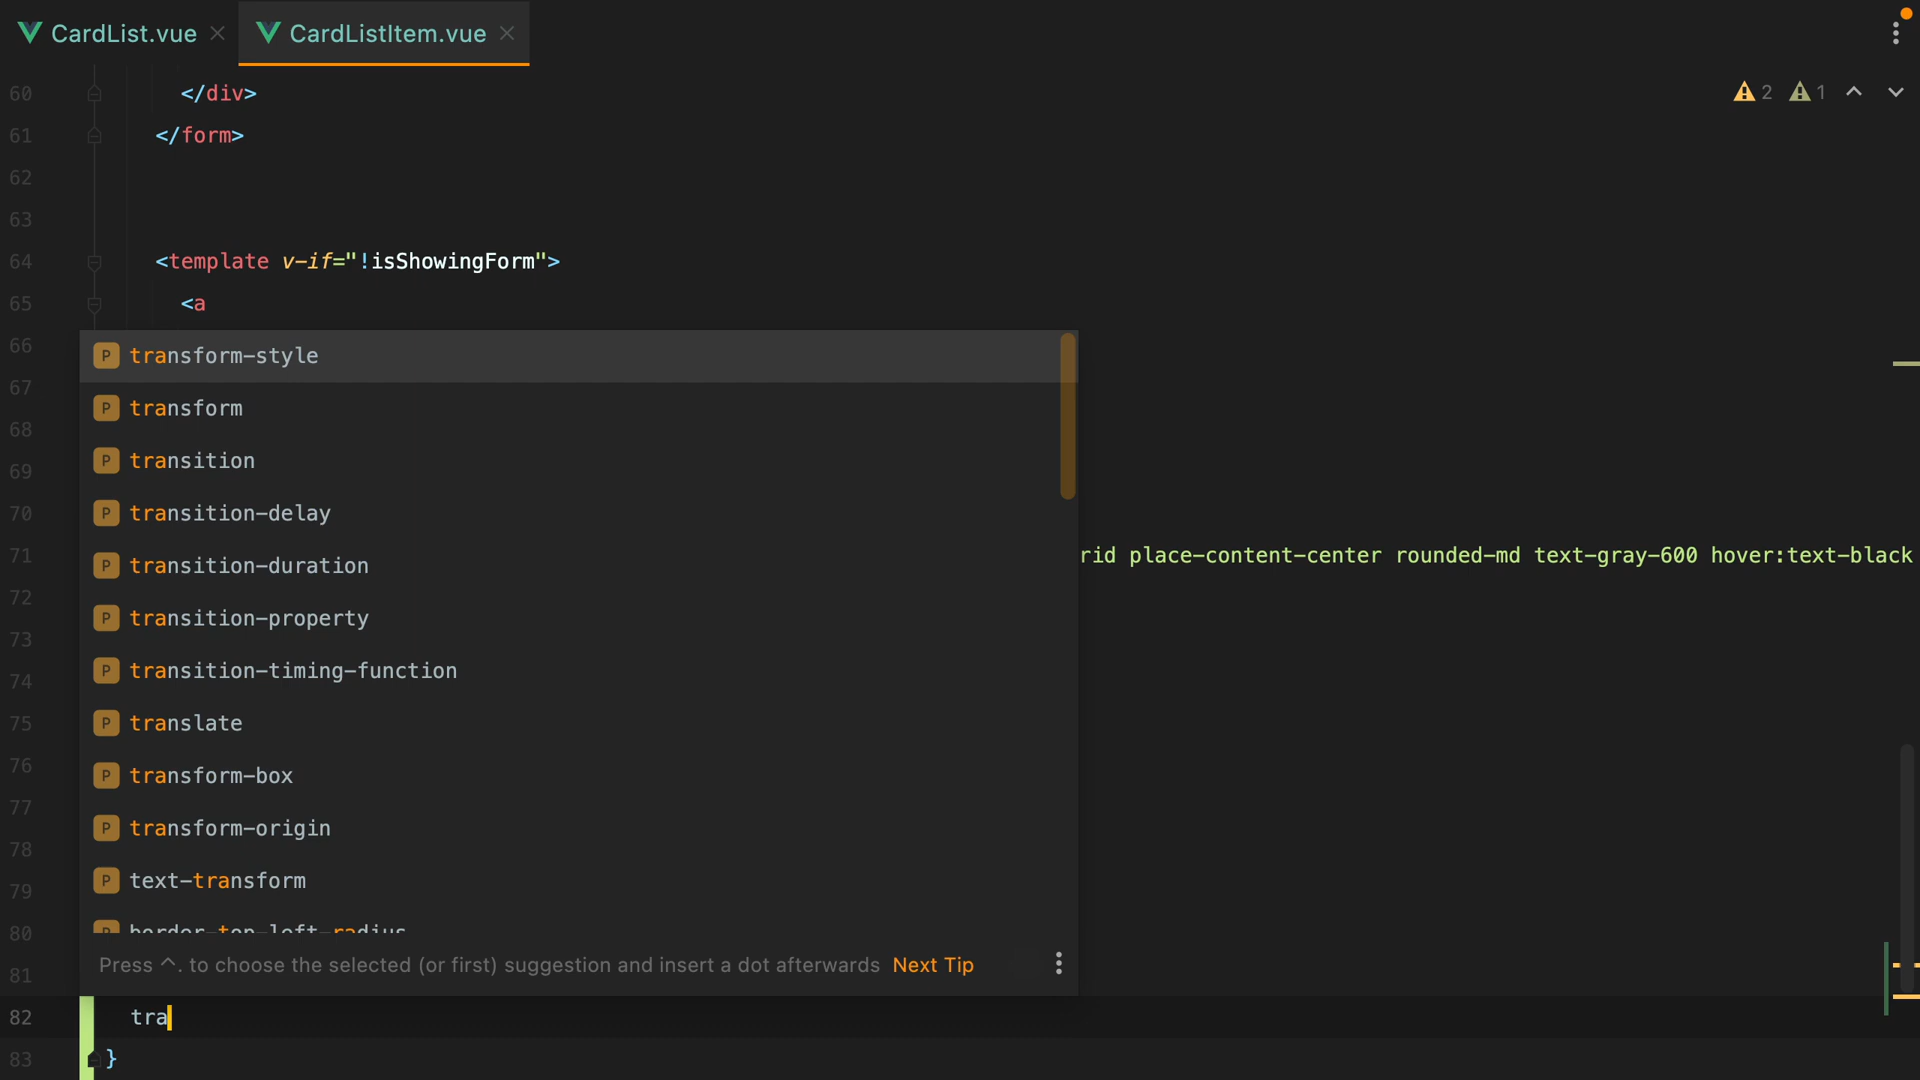 CardList.vue
CardListItem.vue
60 </div>
2
1
61 </form>
62
63
64 <template v-if="!isShowingForm">
65 <a
66
67
68
69
70
71 rid place-content-center rounded-md text-gray-600 hover:text-black
72
73
74
75
76
77
78
79
80
81
P transform-style
P transform
P transition
P transition-delay
P transition-duration
P transition-property
P transition-timing-function
P translate
P transform-box
P transform-origin
P text-transform
P border-top-left-radius
Press ^. to choose the selected (or first) suggestion and insert a dot afterwards Next Tip
82 tra
83 }